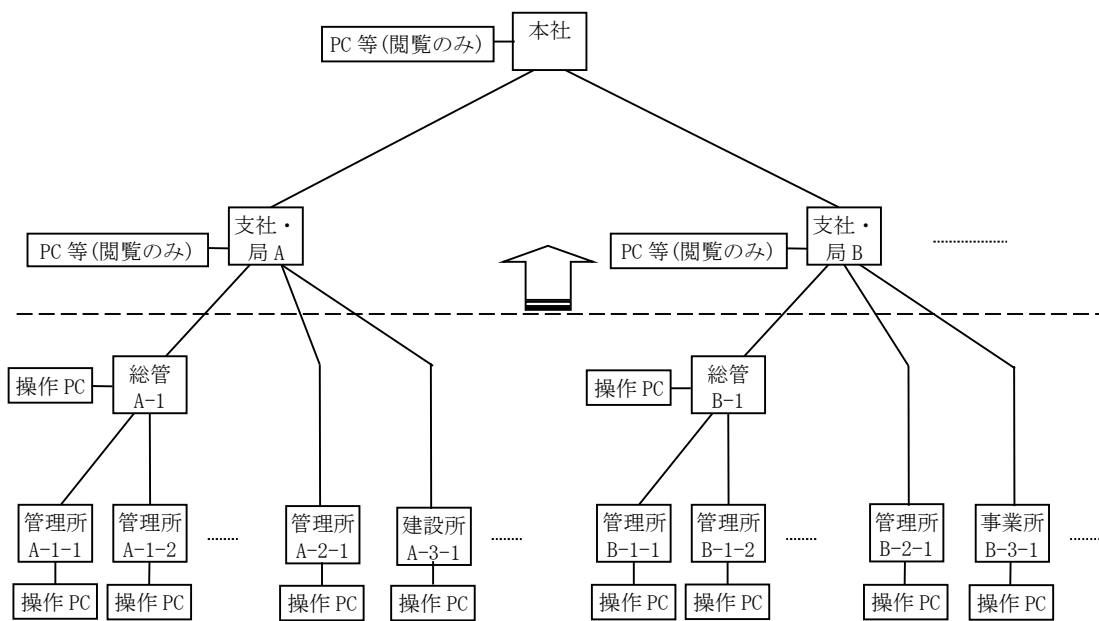 本社
PC 等(閲覧のみ)
支社・
局 A
PC 等(閲覧のみ)
支社・
局 B
PC 等(閲覧のみ)
総管
A-1
操作 PC
総管
B-1
操作 PC
管理所
A-1-1
管理所
A-1-2
管理所
A-2-1
建設所
A-3-1
管理所
B-1-1
管理所
B-1-2
管理所
B-2-1
事業所
B-3-1
操作 PC
操作 PC
操作 PC
操作 PC
操作 PC
操作 PC
操作 PC
操作 PC